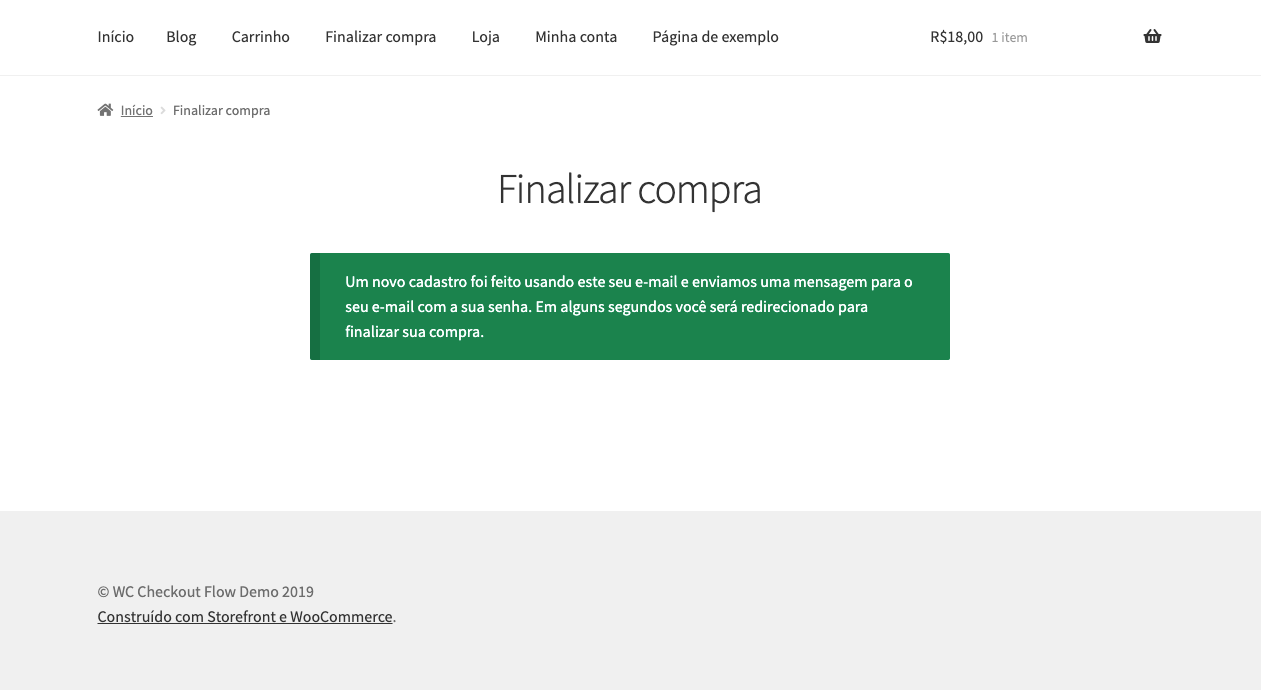 Início Blog Carrinho Finalizar compra Loja Minha conta Página de exemplo R$18,00 1 item
Início Finalizar compra
Finalizar compra
Um novo cadastro foi feito usando este seu e-mail e enviamos uma mensagem para o
seu e-mail com a sua senha. Em alguns segundos você será redirecionado para
finalizar sua compra.
© WC Checkout Flow Demo 2019
Construído com Storefront e WooCommerce.